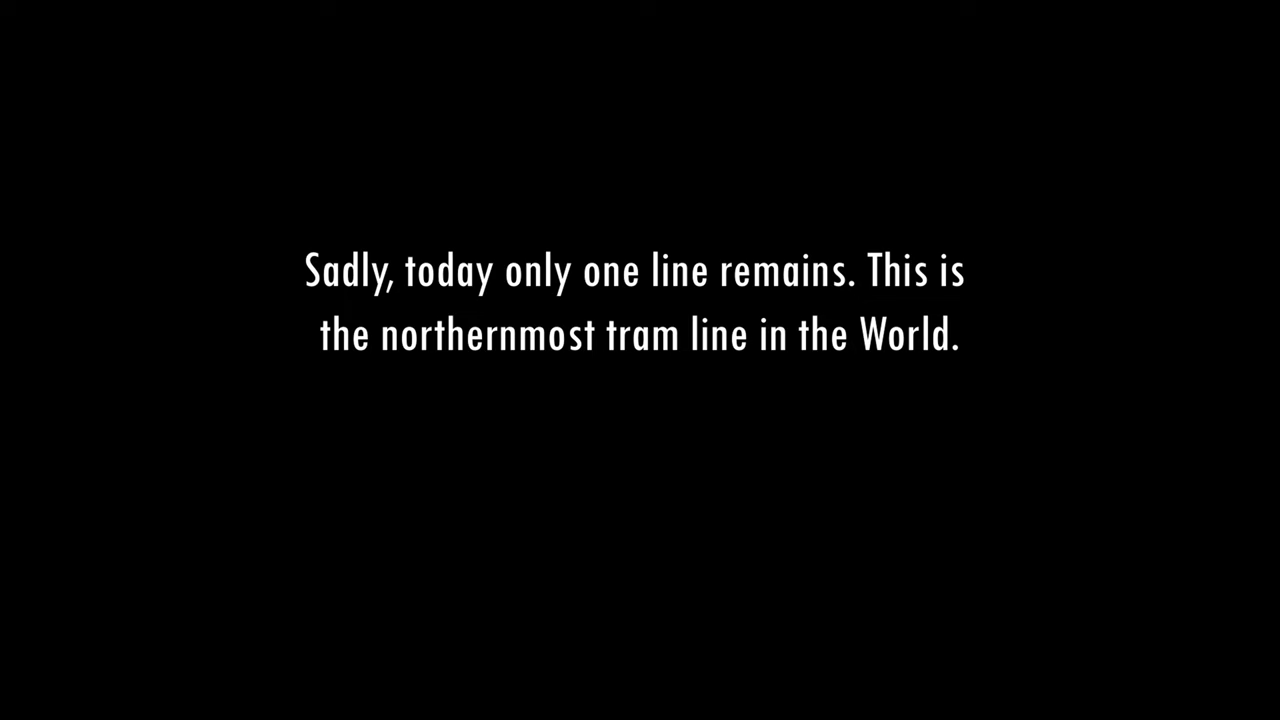 Sadly, today only one line remains. This is
the northernmost tram line in the World.